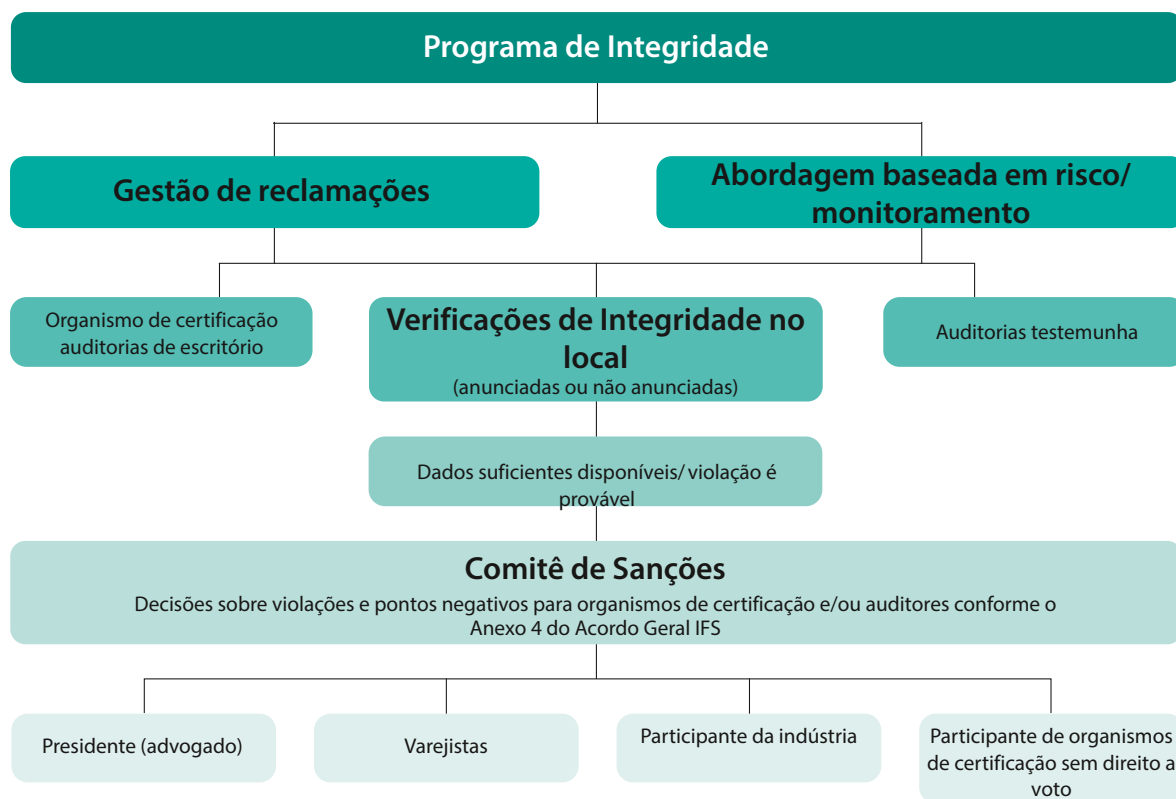 Programa de Integridade
Gestão de reclamações
Abordagem baseada em risco/
monitoramento
Organismo de certificação
auditorias de escritório
Verificações de Integridade no
local
(anunciadas ou não anunciadas)
Auditorias testemunha
Dados suficientes disponíveis/ violação é
provável
Comitê de Sanções
Decisões sobre violações e pontos negativos para organismos de certificação e/ou auditores conforme o
Anexo 4 do Acordo Geral IFS
Presidente (advogado)
Varejistas
Participante da indústria
Participante de organismos
de certificação sem direito a
voto